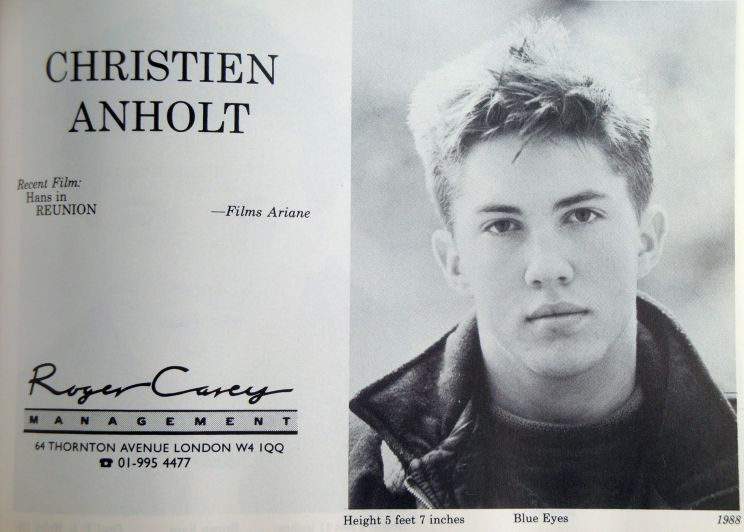 CHRISTIEN
ANHOLT
Recent Film:
Hans in
REUNION
—Films Ariane
Roger Carey
MANAGEMENT
64 THORNTON AVENUE LONDON W4 1QQ
☎ 01-995 4477
Height 5 feet 7 inches
Blue Eyes
1988